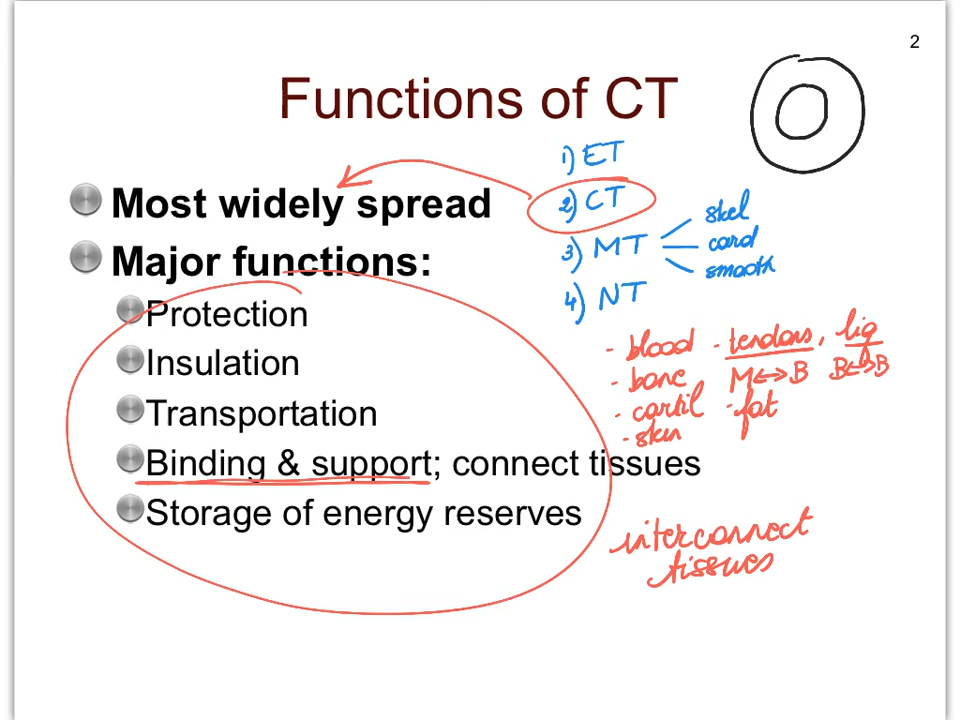 2
Functions of CT
1) ET
Most widely spread
2) CT
3) MT
skel
card
smooth
Major functions:
4) NT
Protection
Insulation
Transportation
Binding & support; connect tissues
Storage of energy reserves
- blood
- bone
- cartil
- skin
- tendons, lig
M↔B B↔B
- fat
interconnect
tissues